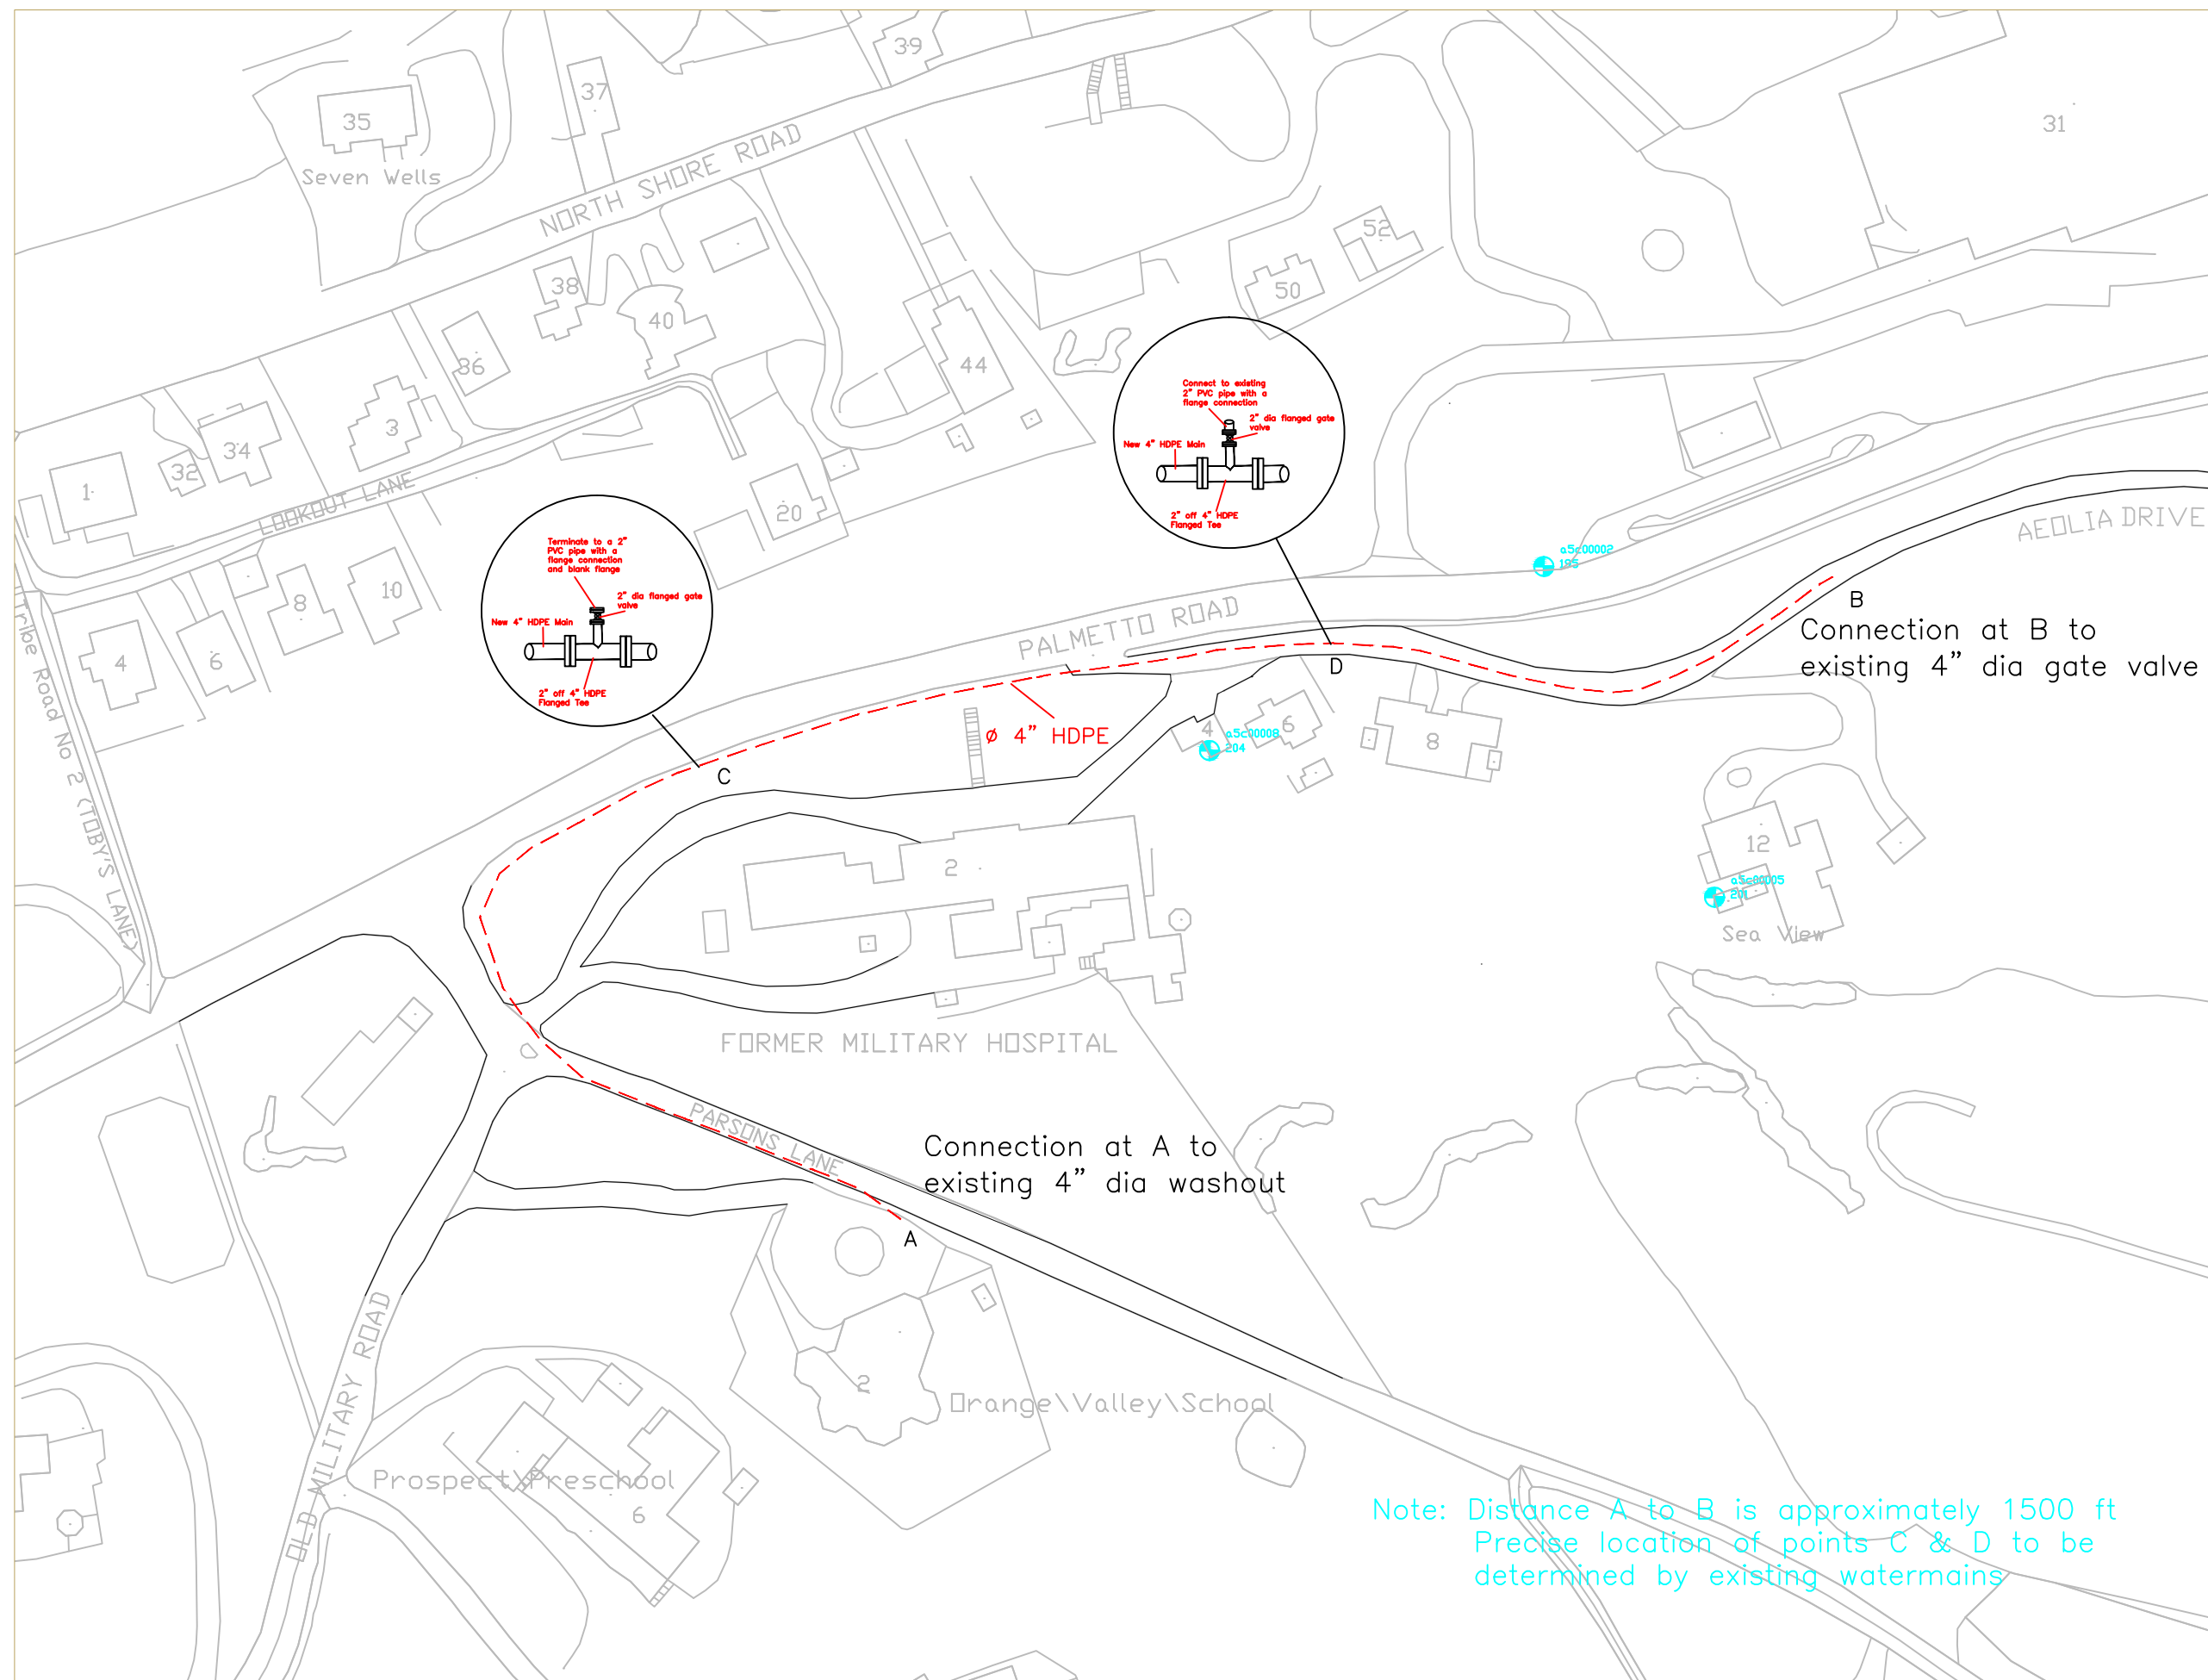 39
37
35
31
Seven Wells
NORTH SHORE ROAD
38
52
50
40
36
44
3
34
32
1
LOOKOUT LANE
20
10
8
6
4
Tribe Road No 2 (TOBY'S LANE)
Connect to existing
2" PVC pipe with a
flange connection
2" dia flanged gate
valve
New 4" HDPE Main
2" off 4" HDPE
Flanged Tee
Terminate to a 2"
PVC pipe with a
flange connection
and blank flange
2" dia flanged gate
valve
New 4" HDPE Main
2" off 4" HDPE
Flanged Tee
AEOLIA DRIVE
a5c00002
195
PALMETTO ROAD
B
Connection at B to
existing 4" dia gate valve
D
C
ø 4" HDPE
4
6
8
a5c00008
204
12
a5c00005
201
Sea View
2
FORMER MILITARY HOSPITAL
PARSONS LANE
Connection at A to
existing 4" dia washout
A
OLD MILITARY ROAD
2
Orange\Valley\School
Prospect\Preschool
6
Note: Distance A to B is approximately 1500 ft
Precise location of points C & D to be
determined by existing watermains